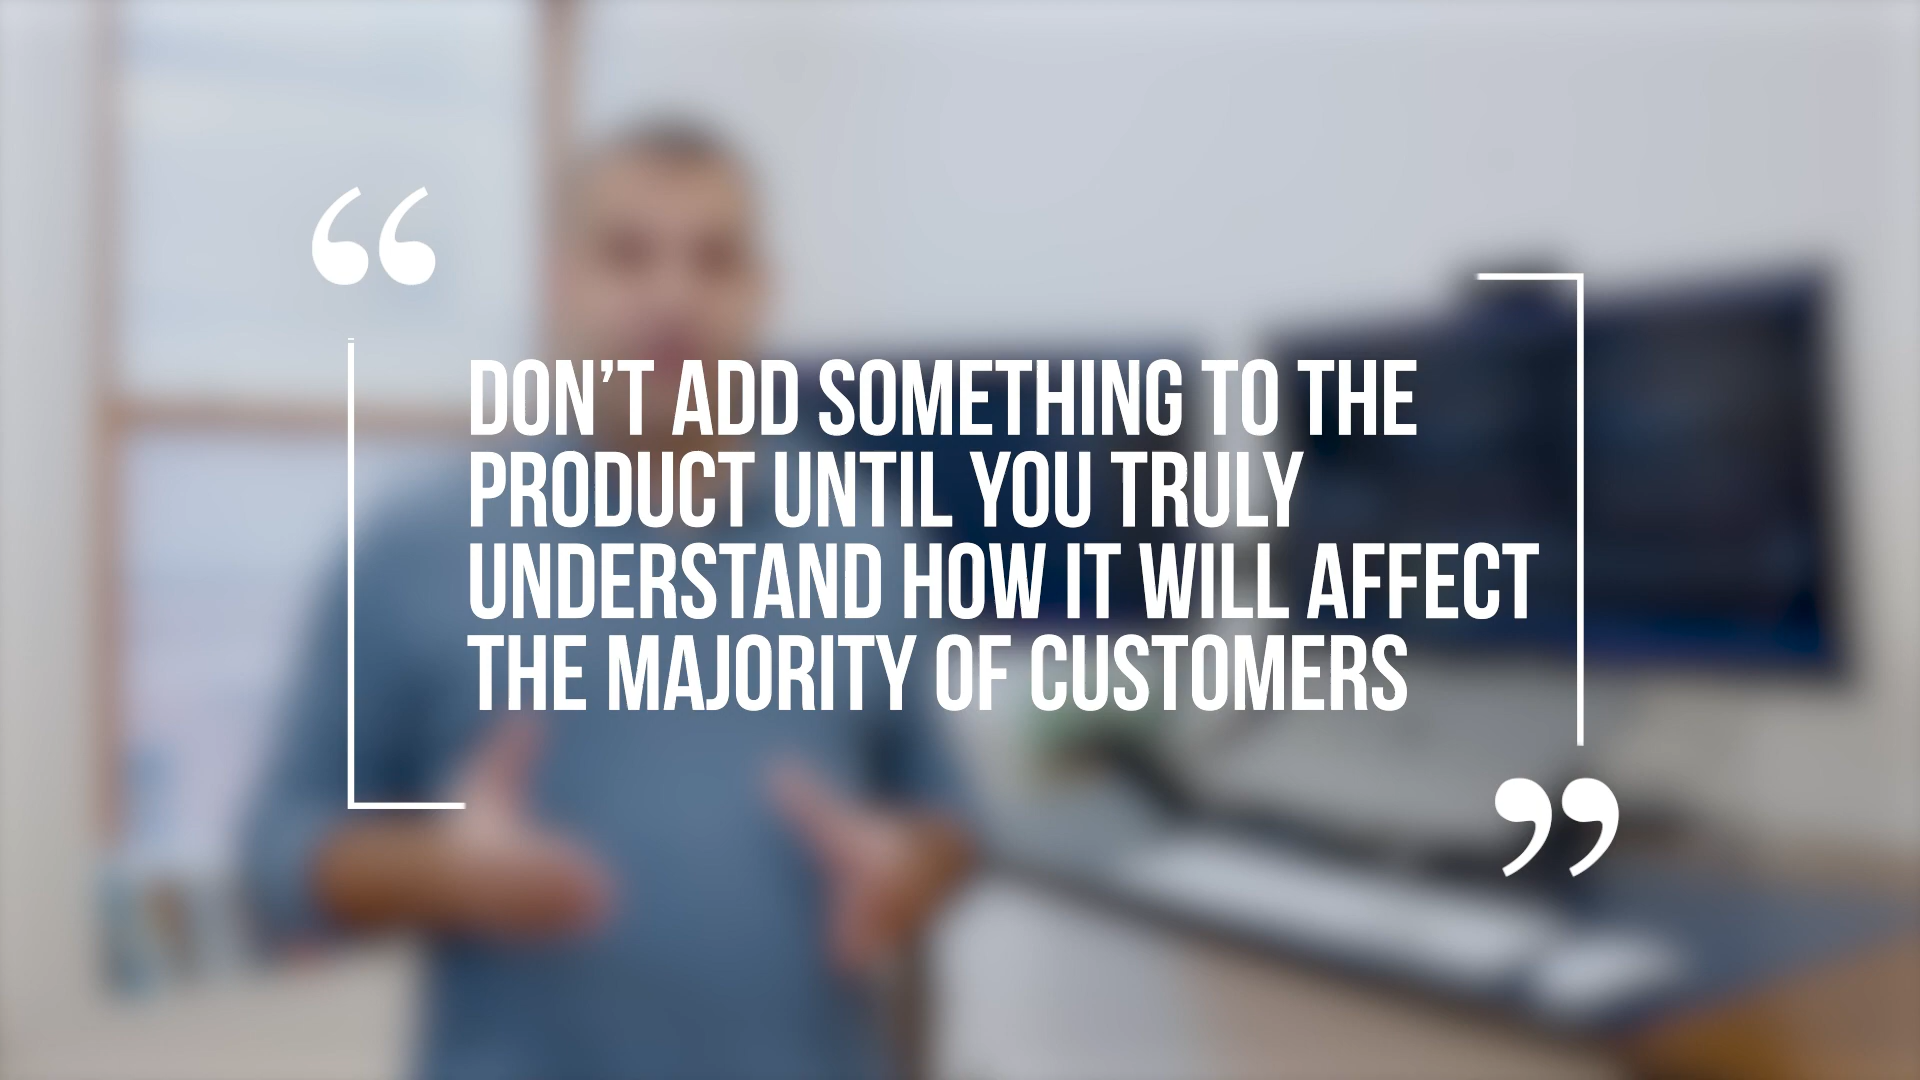 “
DON’T ADD SOMETHING TO THE
PRODUCT UNTIL YOU TRULY
UNDERSTAND HOW IT WILL AFFECT
THE MAJORITY OF CUSTOMERS
”